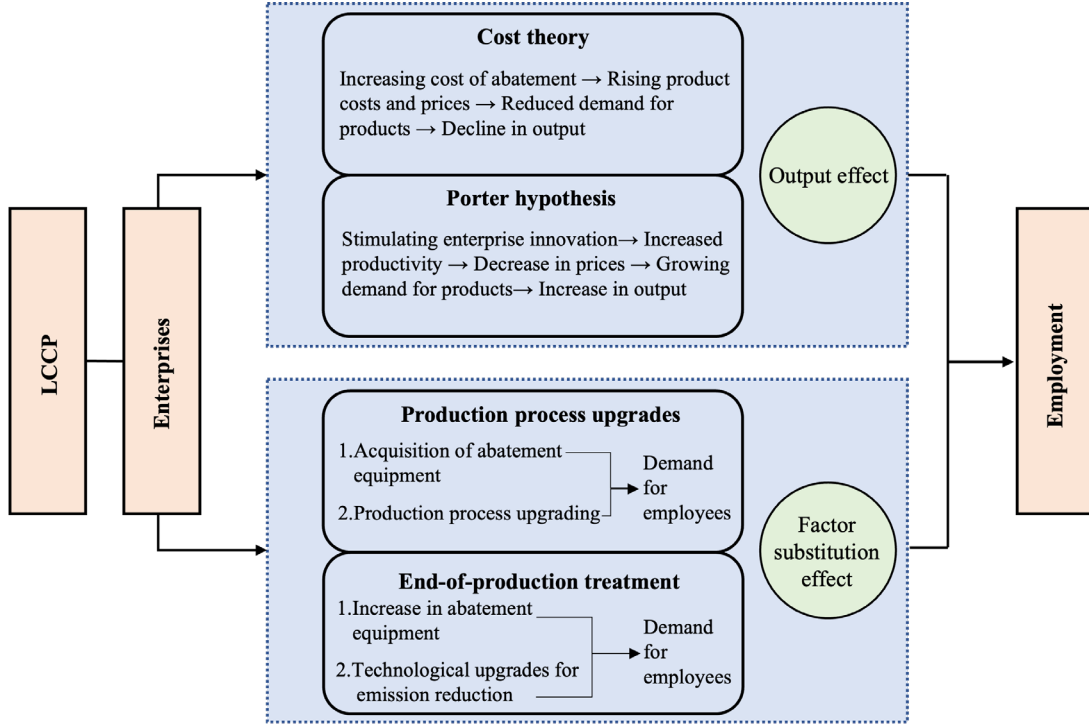 LCCP
Enterprises
Cost theory
Increasing cost of abatement → Rising product
costs and prices → Reduced demand for
products → Decline in output
Porter hypothesis
Stimulating enterprise innovation→ Increased
productivity → Decrease in prices → Growing
demand for products→ Increase in output
Output effect
Production process upgrades
1.Acquisition of abatement
equipment
2.Production process upgrading
Demand
for
employees
End-of-production treatment
1.Increase in abatement
equipment
2.Technological upgrades for
emission reduction
Demand
for
employees
Factor
substitution
effect
Employment